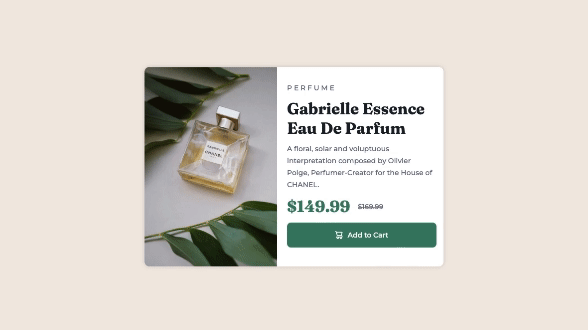 GABRIELLE
CHANEL
PERFUME
Gabrielle Essence
Eau De Parfum
A floral, solar and voluptuous
interpretation composed by Olivier
Polge, Perfumer-Creator for the House of
CHANEL.
$149.99 $169.99
Add to Cart